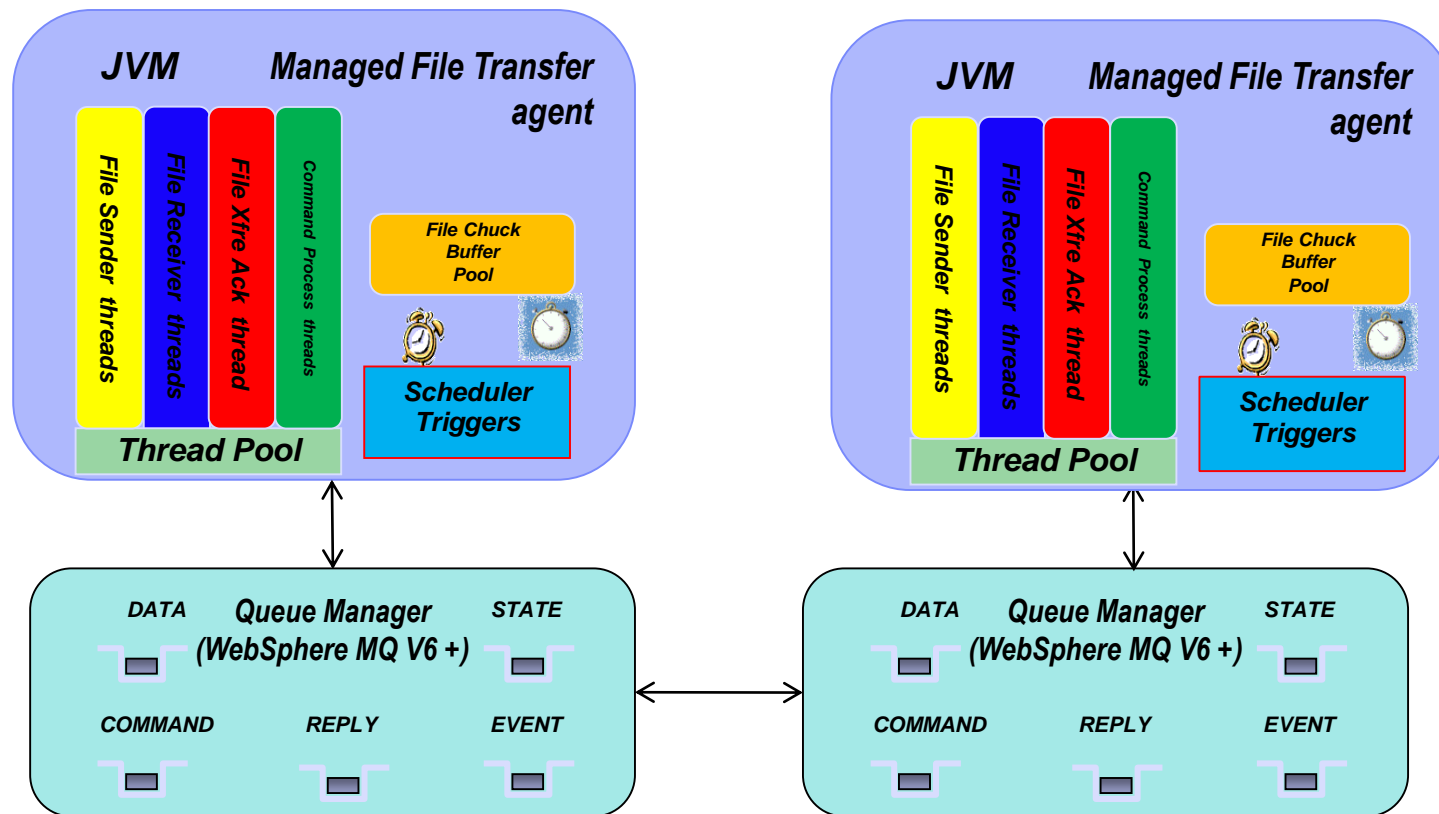 JVM
Managed File Transfer
agent
File Sender threads
File Receiver threads
File Xfre Ack thread
Command Process threads
File Chuck
Buffer
Pool
Scheduler
Triggers
Thread Pool
JVM
Managed File Transfer
agent
File Sender threads
File Receiver threads
File Xfre Ack thread
Command Process threads
File Chuck
Buffer
Pool
Scheduler
Triggers
Thread Pool
DATA
Queue Manager
(WebSphere MQ V6 +)
STATE
COMMAND
REPLY
EVENT
DATA
Queue Manager
(WebSphere MQ V6 +)
STATE
COMMAND
REPLY
EVENT